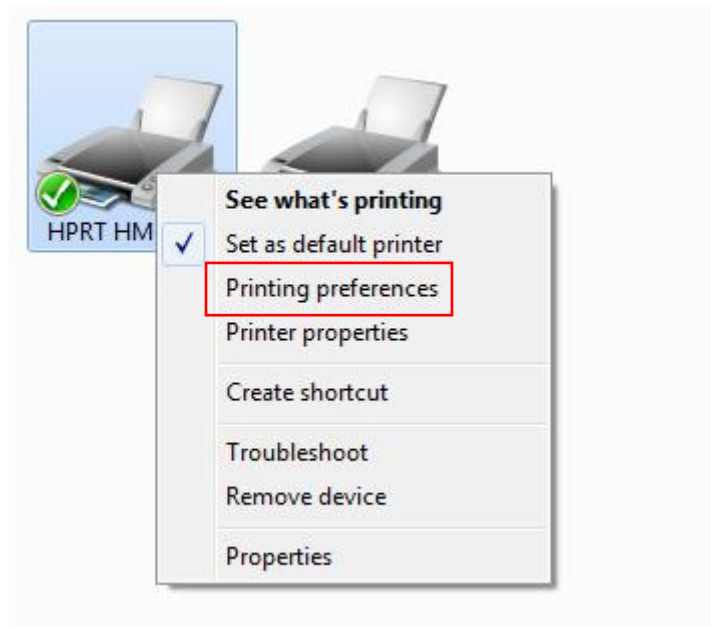 HPRT HM
See what's printing
Set as default printer
Printing preferences
Printer properties
Create shortcut
Troubleshoot
Remove device
Properties